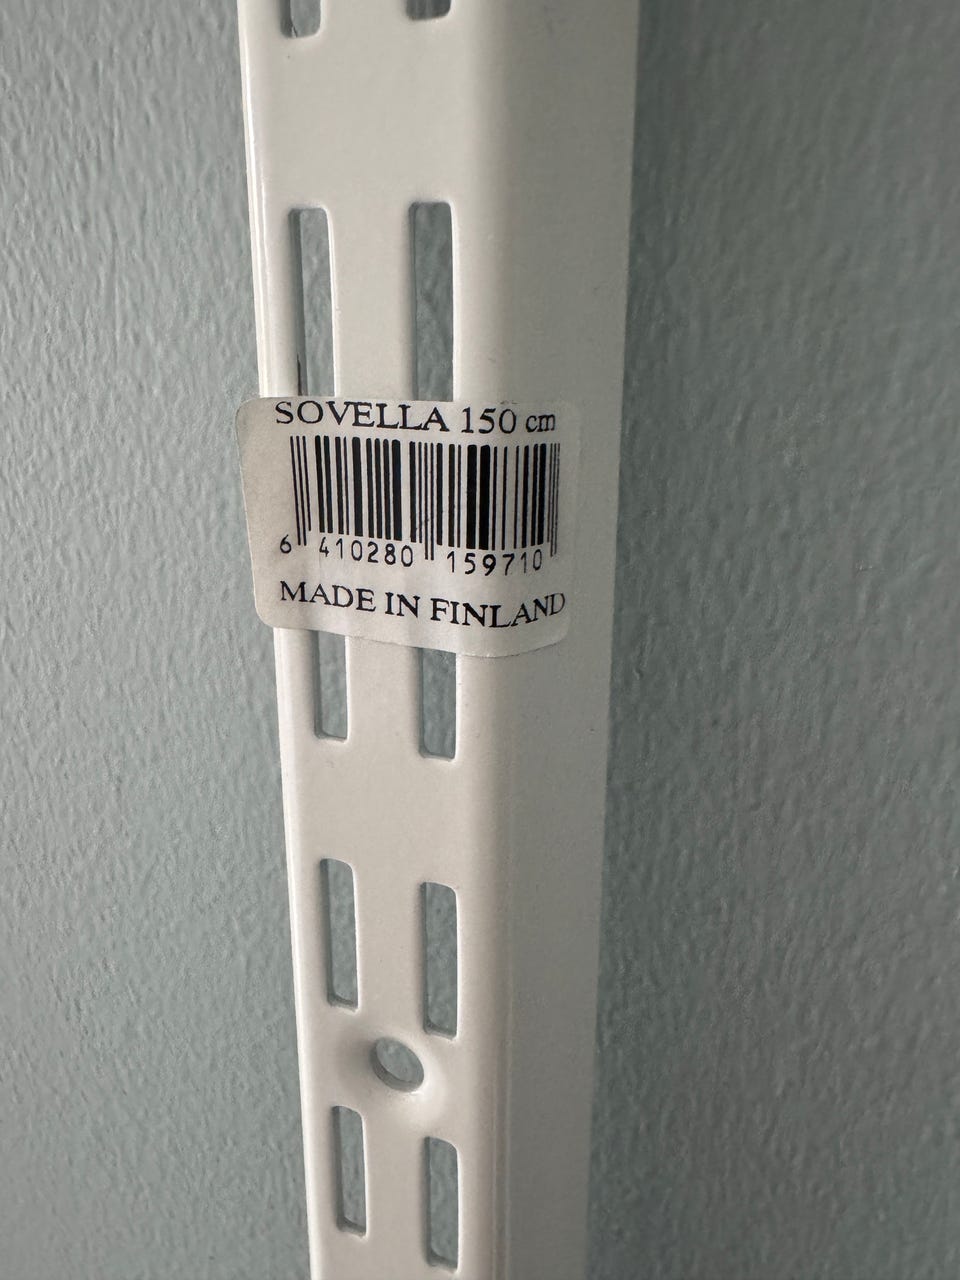 SOVELLA 150 cm
6 410280 159710
MADE IN FINLAND